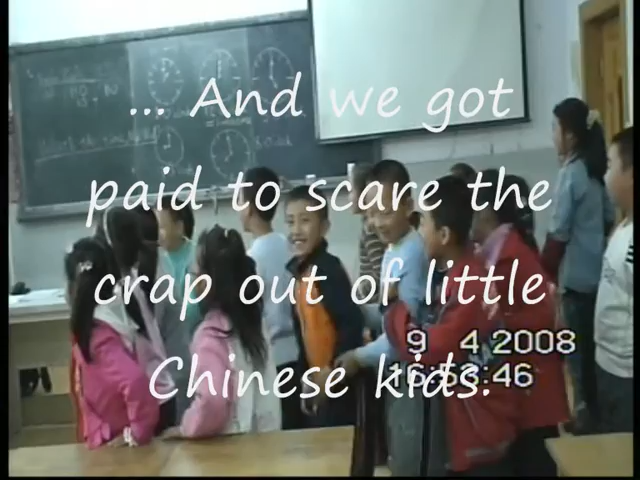 ... And we got
paid to scare the
crap out of little
Chinese kids.
9 4 2008